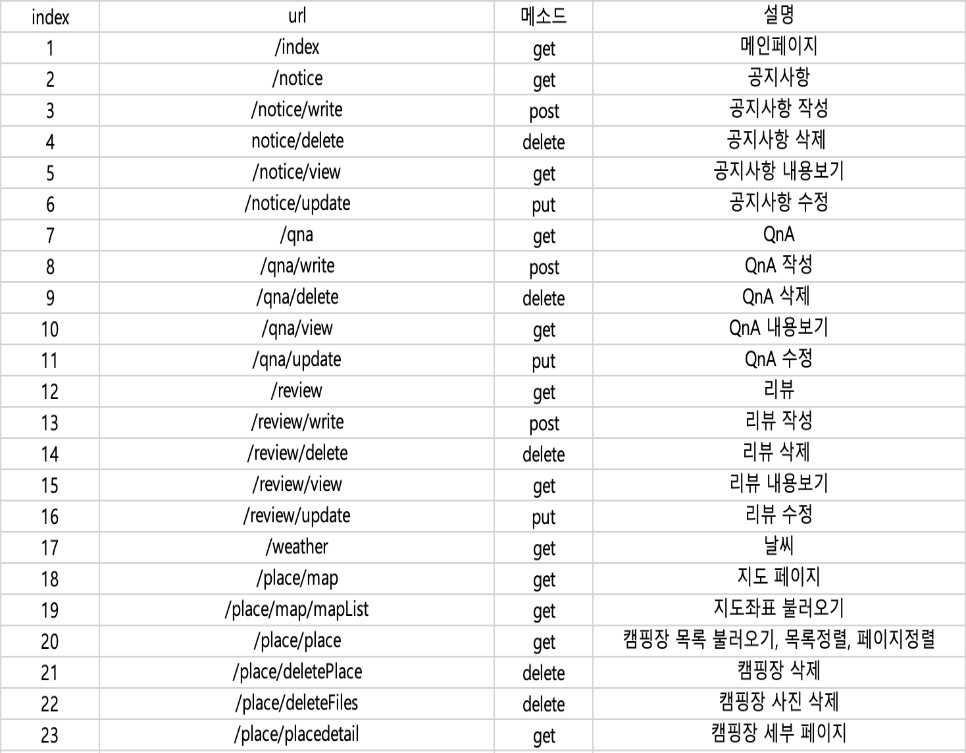 index url 메소드 설명
1 /index get 메인페이지
2 /notice get 공지사항
3 /notice/write post 공지사항 작성
4 notice/delete delete 공지사항 삭제
5 /notice/view get 공지사항 내용보기
6 /notice/update put 공지사항 수정
7 /qna get QnA
8 /qna/write post QnA 작성
9 /qna/delete delete QnA 삭제
10 /qna/view get QnA 내용보기
11 /qna/update put QnA 수정
12 /review get 리뷰
13 /review/write post 리뷰 작성
14 /review/delete delete 리뷰 삭제
15 /review/view get 리뷰 내용보기
16 /review/update put 리뷰 수정
17 /weather get 날씨
18 /place/map get 지도 페이지
19 /place/map/mapList get 지도좌표 불러오기
20 /place/place get 캠핑장 목록 불러오기, 목록정렬, 페이지정렬
21 /place/deletePlace delete 캠핑장 삭제
22 /place/deleteFiles delete 캠핑장 사진 삭제
23 /place/placedetail get 캠핑장 세부 페이지